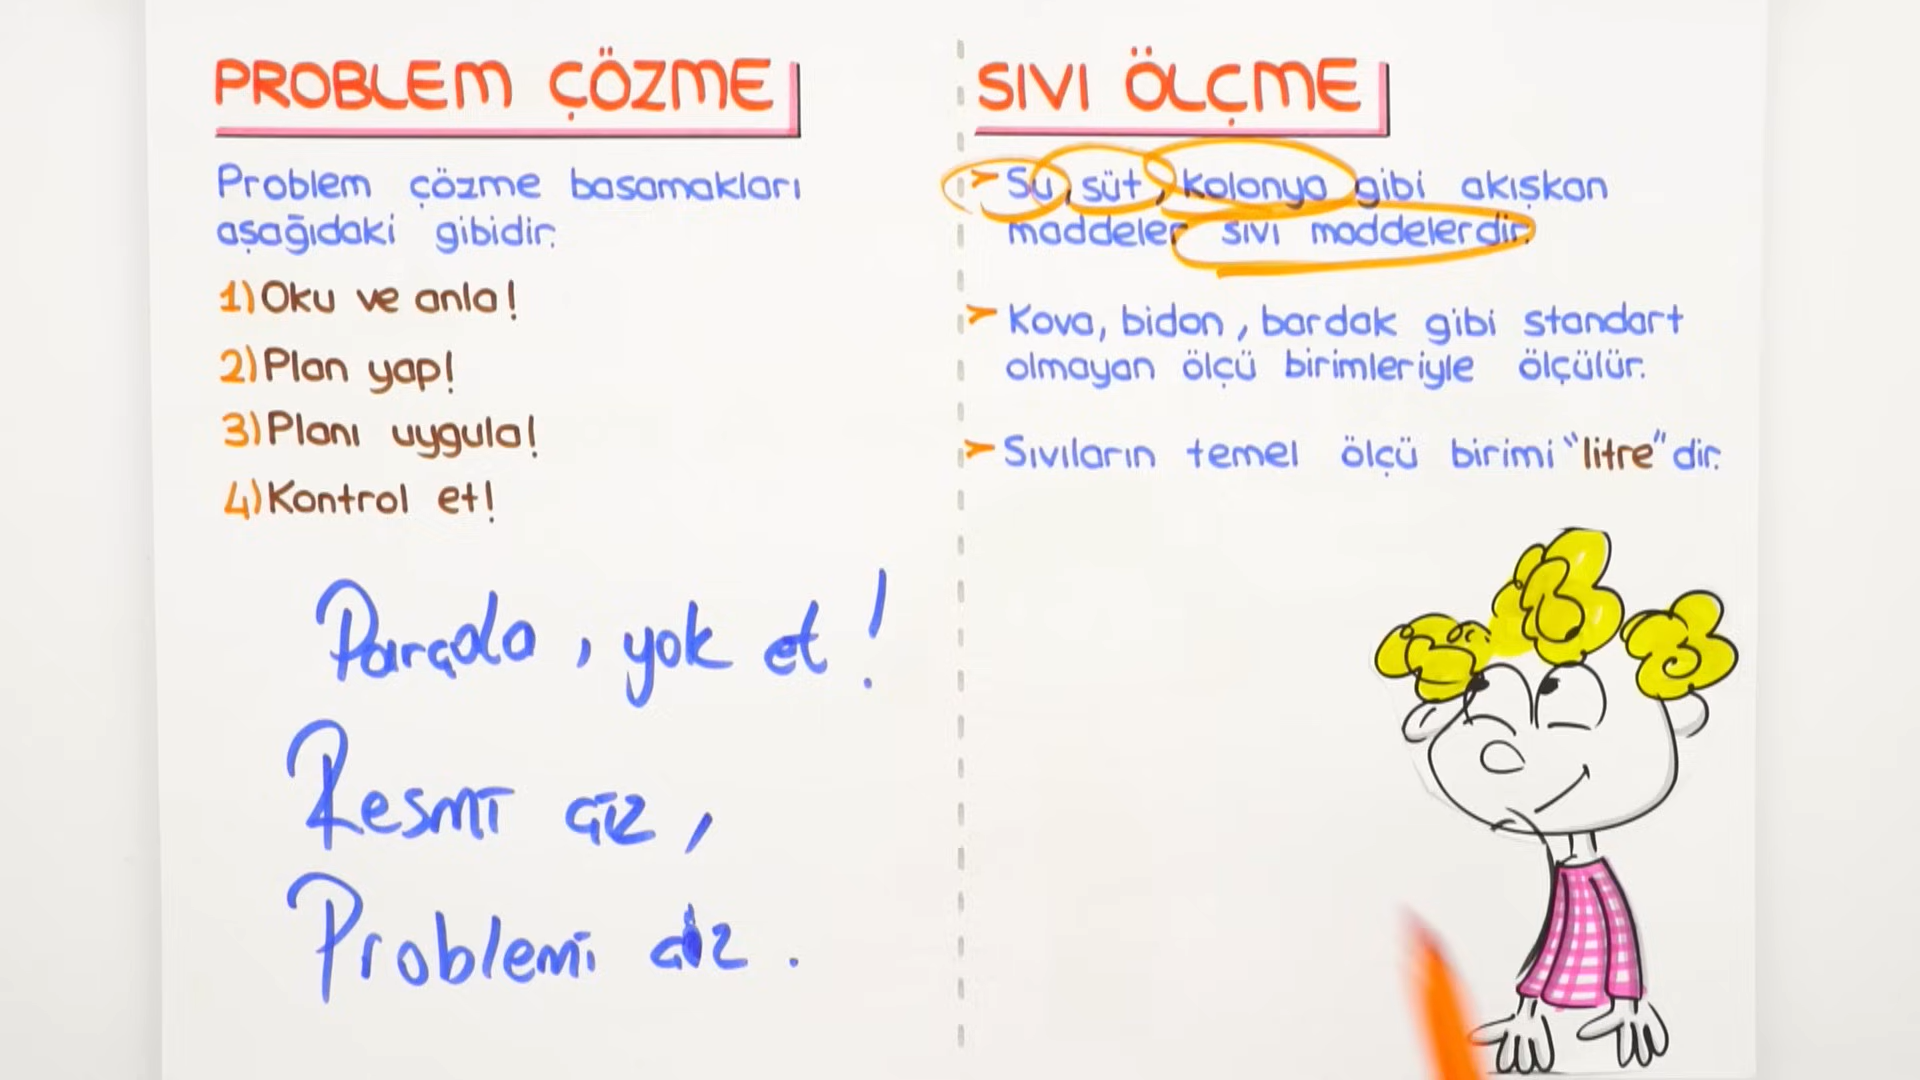 PROBLEM ÇÖZME
Problem çözme basamakları
aşağıdaki gibidir.
1) Oku ve anla!
2) Plan yap!
3) Planı uygula!
4) Kontrol et!
Parçala, yok et!
Resmi çiz,
Problemi çöz.
SIVI ÖLÇME
➤ Su, süt, kolonya gibi akışkan
maddeler sıvı maddelerdir.
➤ Kova, bidon, bardak gibi standart
olmayan ölçü birimleriyle ölçülür.
➤ Sıvıların temel ölçü birimi "litre" dir.